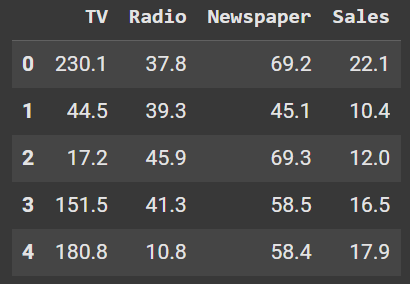 TV Radio Newspaper Sales
0 230.1 37.8 69.2 22.1
1 44.5 39.3 45.1 10.4
2 17.2 45.9 69.3 12.0
3 151.5 41.3 58.5 16.5
4 180.8 10.8 58.4 17.9